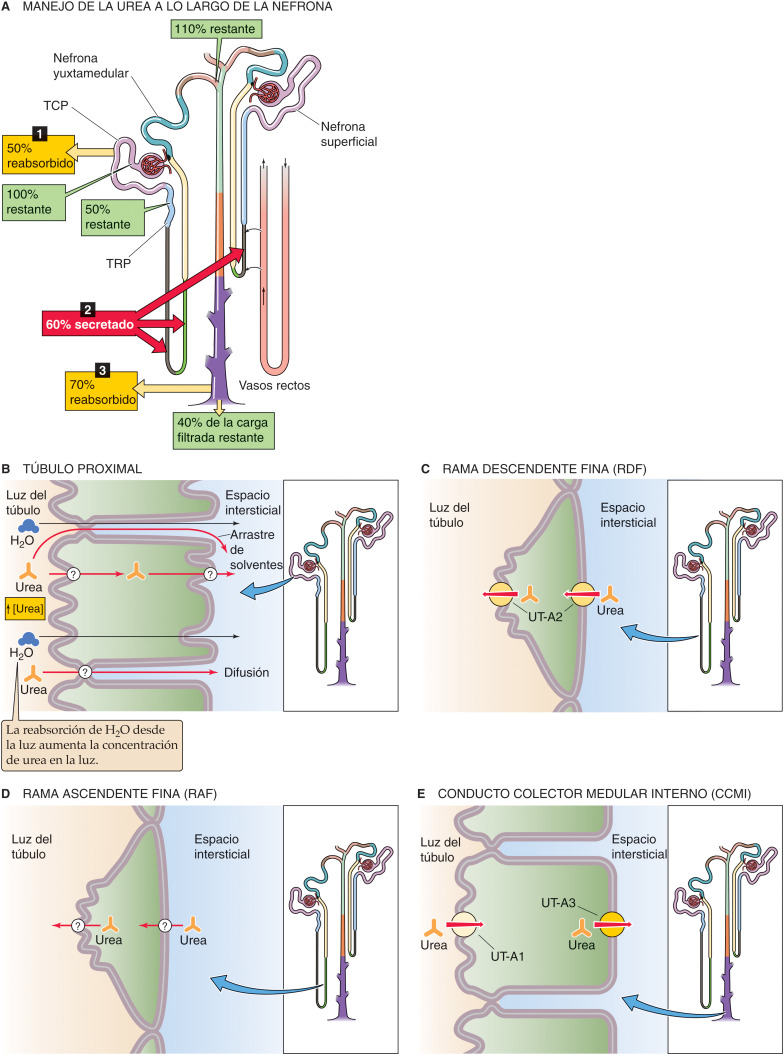 A MANEJO DE LA UREA A LO LARGO DE LA NEFRONA
110% restante
Nefrona
yuxtamedular
TCP
Nefrona
superficial
1
50%
reabsorbido
100%
restante
50%
restante
TRP
2
60% secretado
3
70%
reabsorbido
Vasos rectos
40% de la carga
filtrada restante
B TÚBULO PROXIMAL
Luz del
túbulo
Espacio
intersticial
H2O
Arrastre
de
solventes
?
?
Urea
↑ [Urea]
H2O
?
Urea
Difusión
La reabsorción de H2O desde
la luz aumenta la concentración
de urea en la luz.
C RAMA DESCENDENTE FINA (RDF)
Luz del
túbulo
Espacio
intersticial
UT-A2
Urea
D RAMA ASCENDENTE FINA (RAF)
Luz del
túbulo
Espacio
intersticial
?
?
Urea
Urea
E CONDUCTO COLECTOR MEDULAR INTERNO (CCMI)
Luz del
túbulo
Espacio
intersticial
UT-A3
Urea
Urea
UT-A1